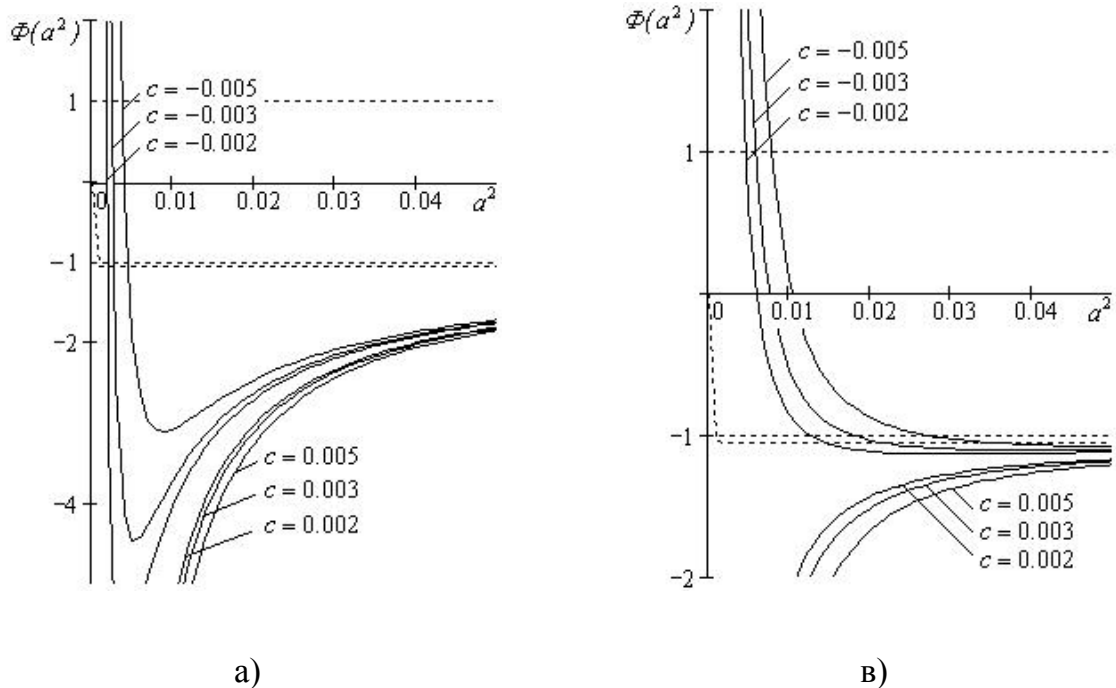 Φ(a²)
c = −0.005
1
c = −0.003
c = −0.002
0 0.01 0.02 0.03 0.04 a²
−1
−2
c = 0.005
c = 0.003
−4
c = 0.002
а)
Φ(a²)
c = −0.005
c = −0.003
c = −0.002
1
0 0.01 0.02 0.03 0.04 a²
−1
c = 0.005
c = 0.003
c = 0.002
−2
в)